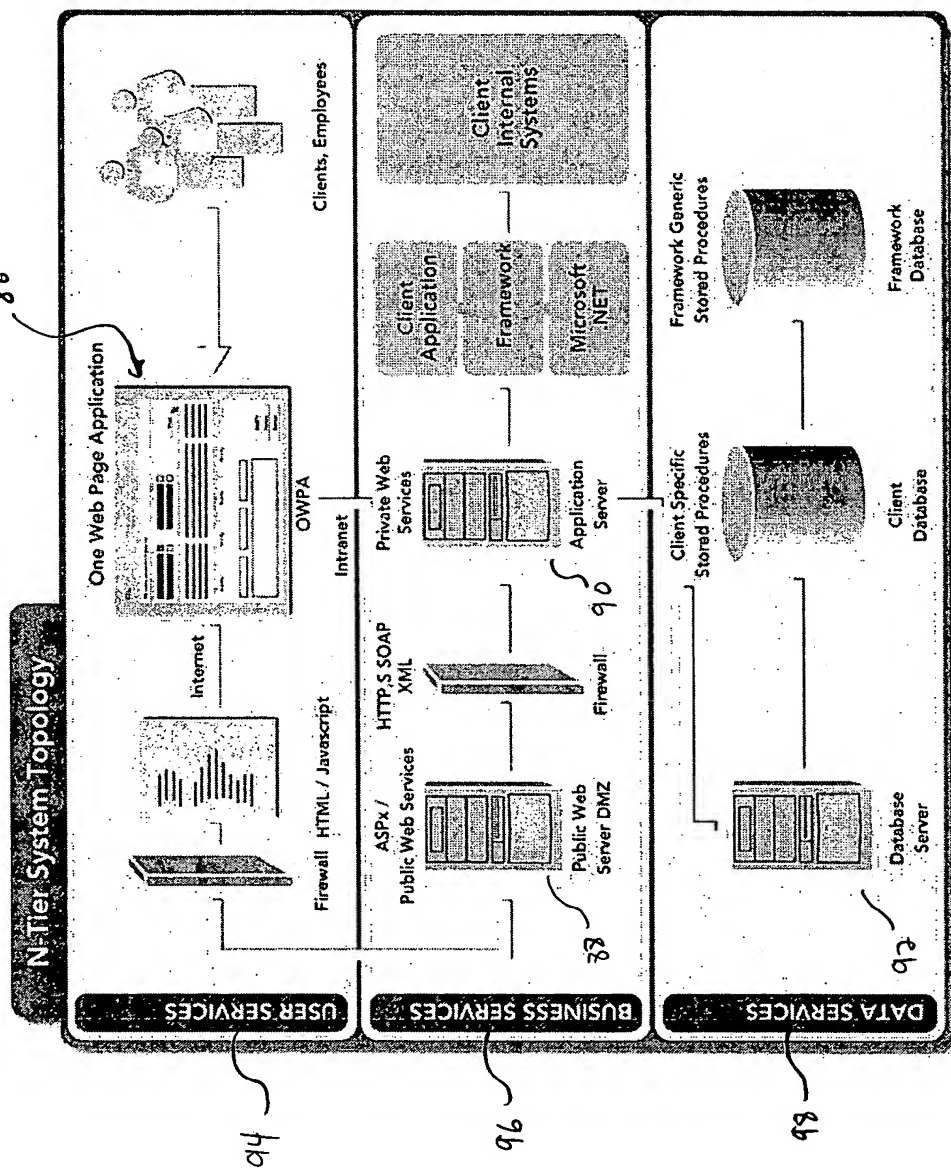 N-Tier System Topology
USER SERVICES
94
One Web Page Application
86
Clients, Employees
OWPA
Internet
Intranet
HTML / Javascript
Firewall
BUSINESS SERVICES
96
ASPx /
Public Web Services
Public Web
Server DMZ
88
HTTP,S SOAP
XML
Firewall
Private Web
Services
Application
Server
90
Client
Application
Framework
Microsoft
.NET
Client
Internal
Systems
DATA SERVICES
98
Database
Server
92
Client Specific
Stored Procedures
Client
Database
Framework Generic
Stored Procedures
Framework
Database